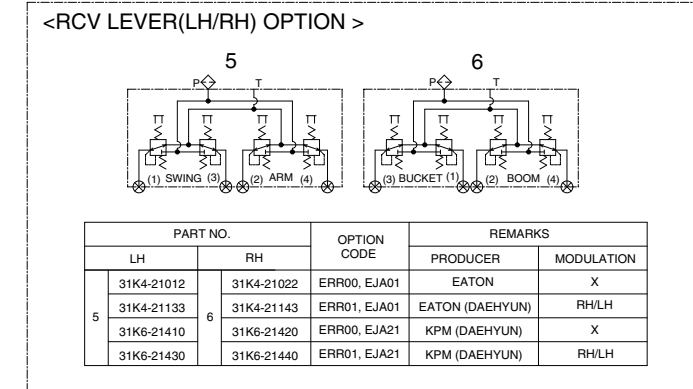 <RCV LEVER(LH/RH) OPTION >
5 6
P T P T
(1) SWING (3) (2) ARM (4) (3) BUCKET (1) (2) BOOM (4)
PART NO. OPTION CODE REMARKS
LH RH PRODUCER MODULATION
5 31K4-21012 6 31K4-21022 ERR00, EJA01 EATON X
31K4-21133 31K4-21143 ERR01, EJA01 EATON (DAEHYUN) RH/LH
31K6-21410 31K6-21420 ERR00, EJA21 KPM (DAEHYUN) X
31K6-21430 31K6-21440 ERR01, EJA21 KPM (DAEHYUN) RH/LH